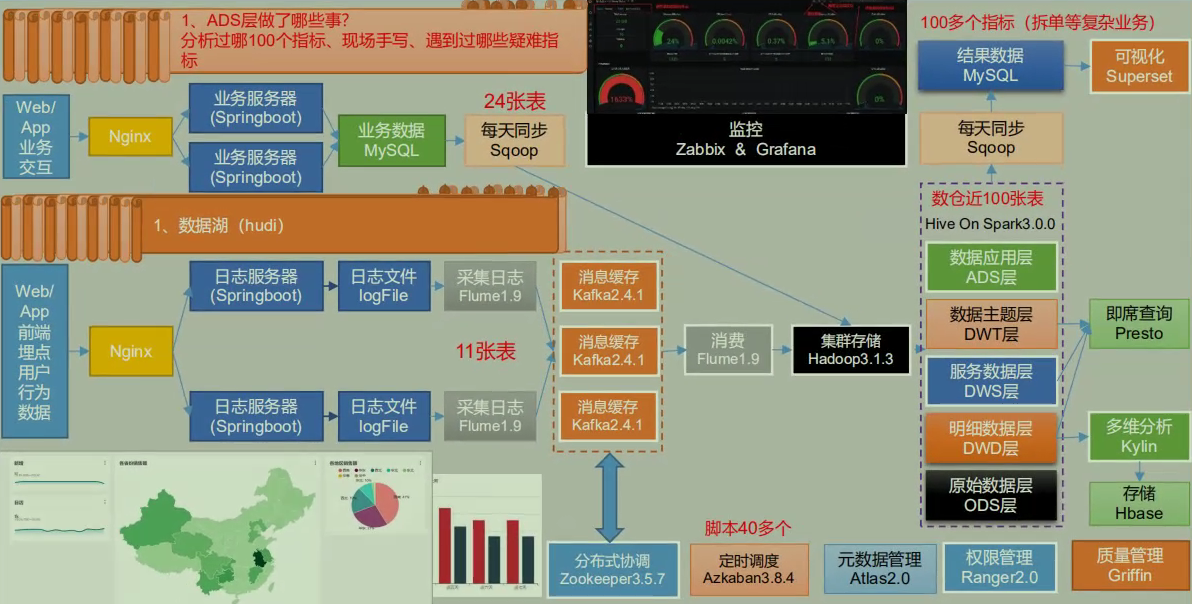 1、ADS层做了哪些事?
分析过哪100个指标、现场手写、遇到过哪些疑难指
标
100多个指标（拆单等复杂业务）
结果数据
MySQL
可视化
Superset
监控
Zabbix & Grafana
Web/
App
业务
交互
Nginx
业务服务器
(Springboot)
业务服务器
(Springboot)
业务数据
MySQL
24张表
每天同步
Sqoop
每天同步
Sqoop
1、数据湖（hudi）
数仓近100张表
Hive On Spark3.0.0
数据应用层
ADS层
数据主题层
DWT层
服务数据层
DWS层
明细数据层
DWD层
原始数据层
ODS层
Web/
App
前端
埋点
用户
行为
数据
Nginx
日志服务器
(Springboot)
日志文件
logFile
采集日志
Flume1.9
日志服务器
(Springboot)
日志文件
logFile
采集日志
Flume1.9
11张表
消息缓存
Kafka2.4.1
消息缓存
Kafka2.4.1
消息缓存
Kafka2.4.1
消费
Flume1.9
集群存储
Hadoop3.1.3
即席查询
Presto
多维分析
Kylin
存储
Hbase
脚本40多个
分布式协调
Zookeeper3.5.7
定时调度
Azkaban3.8.4
元数据管理
Atlas2.0
权限管理
Ranger2.0
质量管理
Griffin